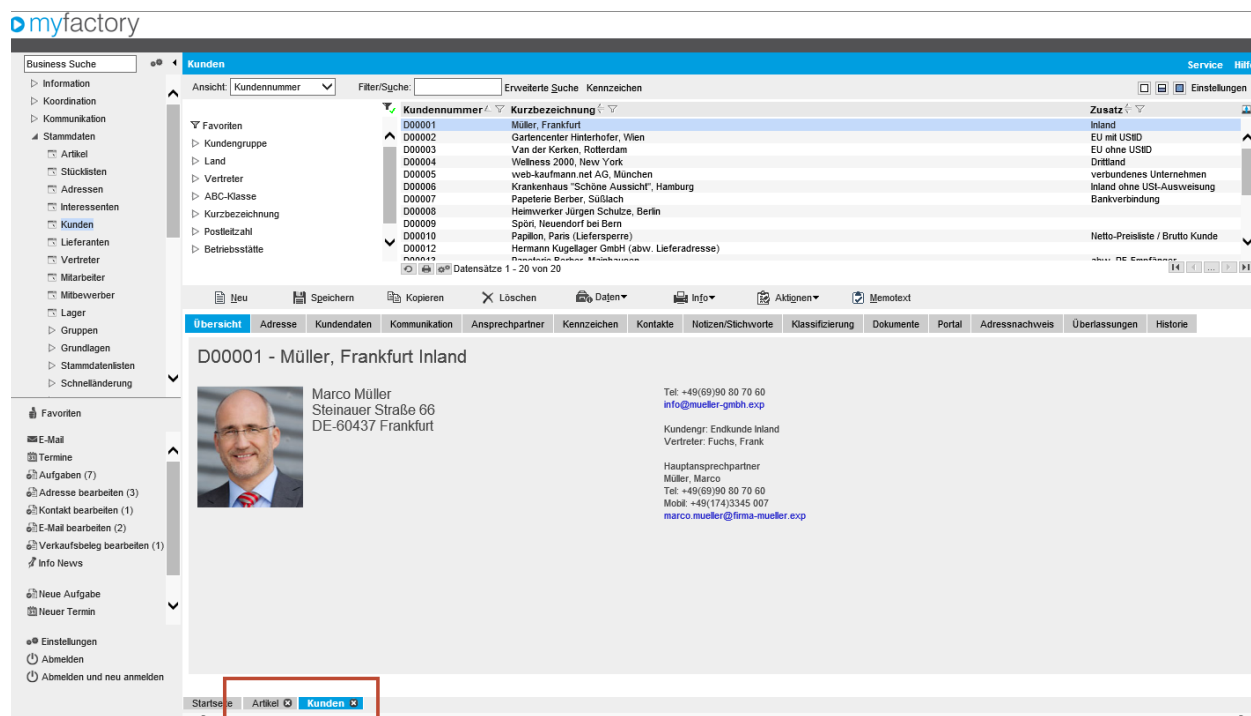 myfactory
Business Suche
Kunden
Service Hilfe
Information
Koordination
Kommunikation
Stammdaten
Artikel
Stücklisten
Adressen
Interessenten
Kunden
Lieferanten
Vertreter
Mitarbeiter
Mitbewerber
Lager
Gruppen
Grundlagen
Stammdatenlisten
Schnelländerung
Favoriten
E-Mail
Termine
Aufgaben (7)
Adresse bearbeiten (3)
Kontakt bearbeiten (1)
E-Mail bearbeiten (2)
Verkaufsbeleg bearbeiten (1)
Info News
Neue Aufgabe
Neuer Termin
Einstellungen
Abmelden
Abmelden und neu anmelden
Ansicht: Kundennummer Filter/Suche: Erweiterte Suche Kennzeichen Einstellungen
Favoriten
Kundengruppe
Land
Vertreter
ABC-Klasse
Kurzbezeichnung
Postleitzahl
Betriebsstätte
Kundennummer Kurzbezeichnung Zusatz
D00001 Müller, Frankfurt Inland
D00002 Gartencenter Hinterhofer, Wien EU mit UStID
D00003 Van der Kerken, Rotterdam EU ohne UStID
D00004 Wellness 2000, New York Drittland
D00005 web-kaufmann.net AG, München verbundenes Unternehmen
D00006 Krankenhaus "Schöne Aussicht", Hamburg Inland ohne USt-Ausweisung
D00007 Papeterie Berber, Süßlach Bankverbindung
D00008 Heimwerker Jürgen Schulze, Berlin
D00009 Spöri, Neuendorf bei Bern
D00010 Papillon, Paris (Liefersperre) Netto-Preisliste / Brutto Kunde
D00012 Hermann Kugellager GmbH (abw. Lieferadresse)
Datensätze 1 - 20 von 20 ...
Neu Speichern Kopieren Löschen Daten Info Aktionen Memotext
Übersicht Adresse Kundendaten Kommunikation Ansprechpartner Kennzeichen Kontakte Notizen/Stichworte Klassifizierung Dokumente Portal Adressnachweis Überlassungen Historie
D00001 - Müller, Frankfurt Inland
Marco Müller
Steinauer Straße 66
DE-60437 Frankfurt
Tel: +49(69)90 80 70 60
info@mueller-gmbh.exp
Kundengr: Endkunde Inland
Vertreter: Fuchs, Frank
Hauptansprechpartner
Müller, Marco
Tel: +49(69)90 80 70 60
Mobil: +49(174)3345 007
marco.mueller@firma-mueller.exp
Startseite Artikel Kunden